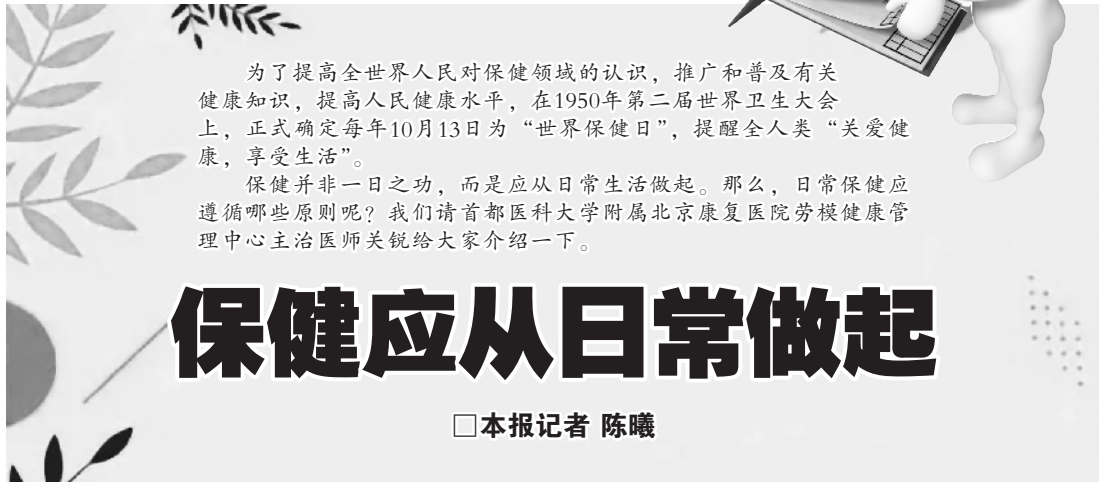 为了提高全世界人民对保健领域的认识，推广和普及有关
健康知识，提高人民健康水平，在1950年第二届世界卫生大会
上，正式确定每年10月13日为“世界保健日”，提醒全人类“关爱健
康，享受生活”。
保健并非一日之功，而是应从日常生活做起。那么，日常保健应
遵循哪些原则呢？我们请首都医科大学附属北京康复医院劳模健康管
理中心主治医师关锐给大家介绍一下。
保健应从日常做起
□本报记者 陈曦